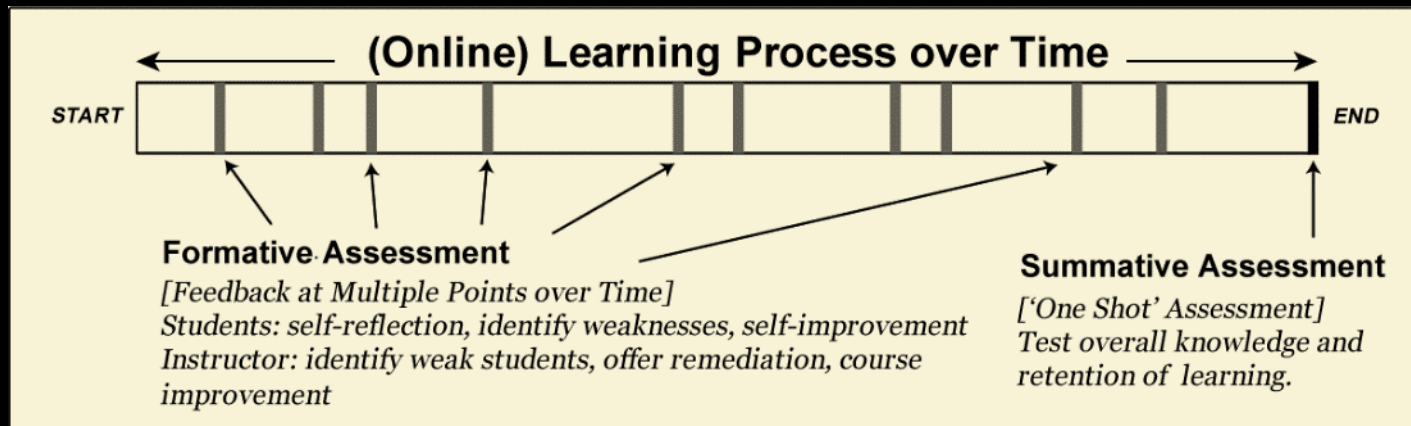 (Online) Learning Process over Time
START
END
Formative Assessment
[Feedback at Multiple Points over Time]
Students: self-reflection, identify weaknesses, self-improvement
Instructor: identify weak students, offer remediation, course
improvement
Summative Assessment
['One Shot' Assessment]
Test overall knowledge and
retention of learning.